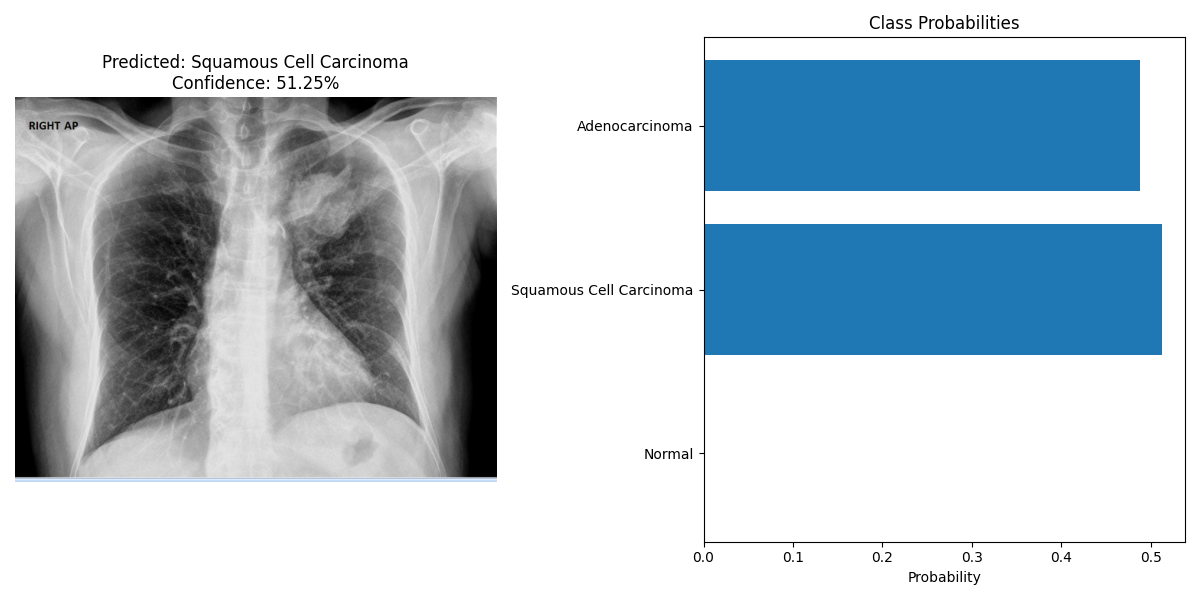 Predicted: Squamous Cell Carcinoma
Confidence: 51.25%
RIGHT AP
Class Probabilities
Adenocarcinoma
Squamous Cell Carcinoma
Normal
0.0 0.1 0.2 0.3 0.4 0.5
Probability